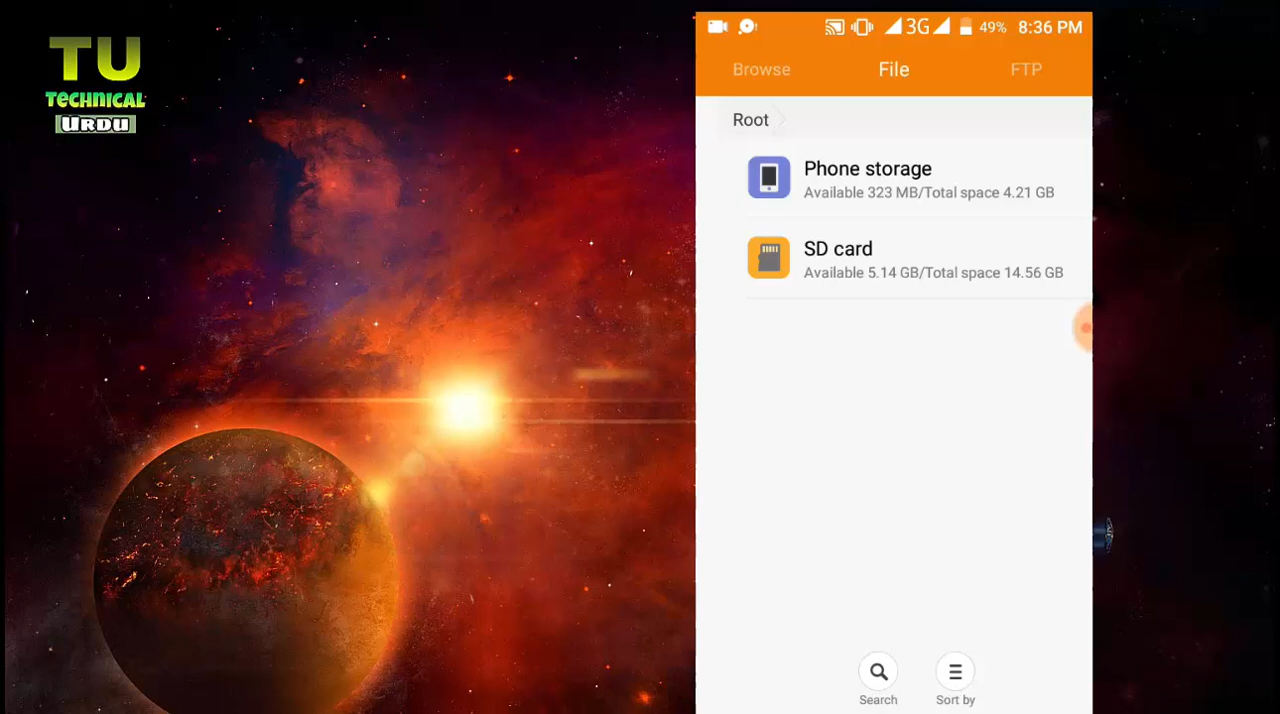 TU
TECHNICAL
URDU
3G 49% 8:36 PM
Browse File FTP
Root
Phone storage
Available 323 MB/Total space 4.21 GB
SD card
Available 5.14 GB/Total space 14.56 GB
Search Sort by